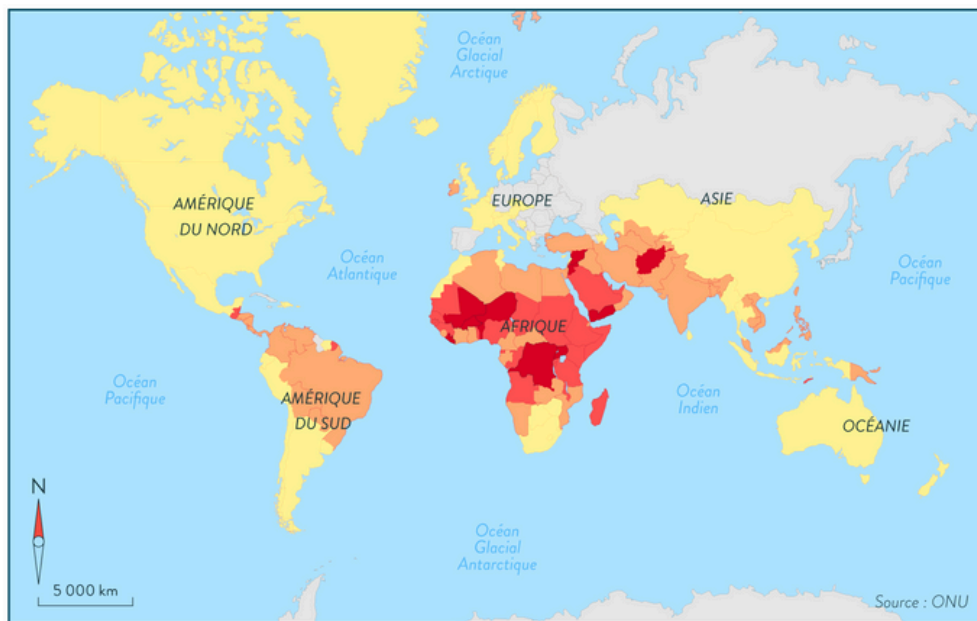 Océan
Glacial
Arctique
AMÉRIQUE
DU NORD
EUROPE
ASIE
Océan
Atlantique
Océan
Pacifique
AFRIQUE
Océan
Pacifique
AMÉRIQUE
DU SUD
Océan
Indien
OCÉANIE
N
Océan
Glacial
Antarctique
5 000 km
Source : ONU